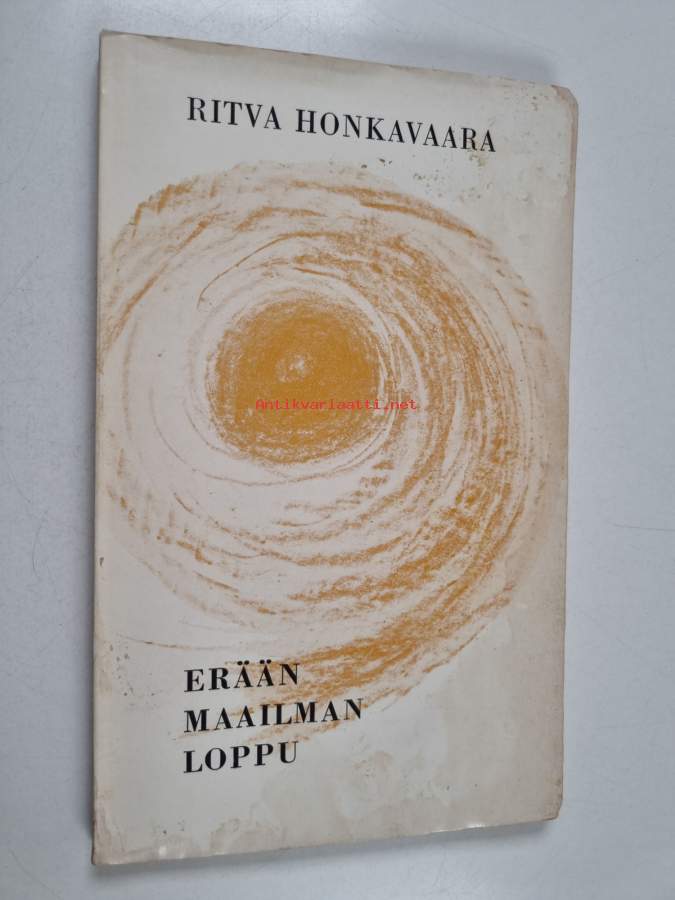 RITVA HONKAVAARA
Antikvariaatti.net
ERÄÄN
MAAILMAN
LOPPU